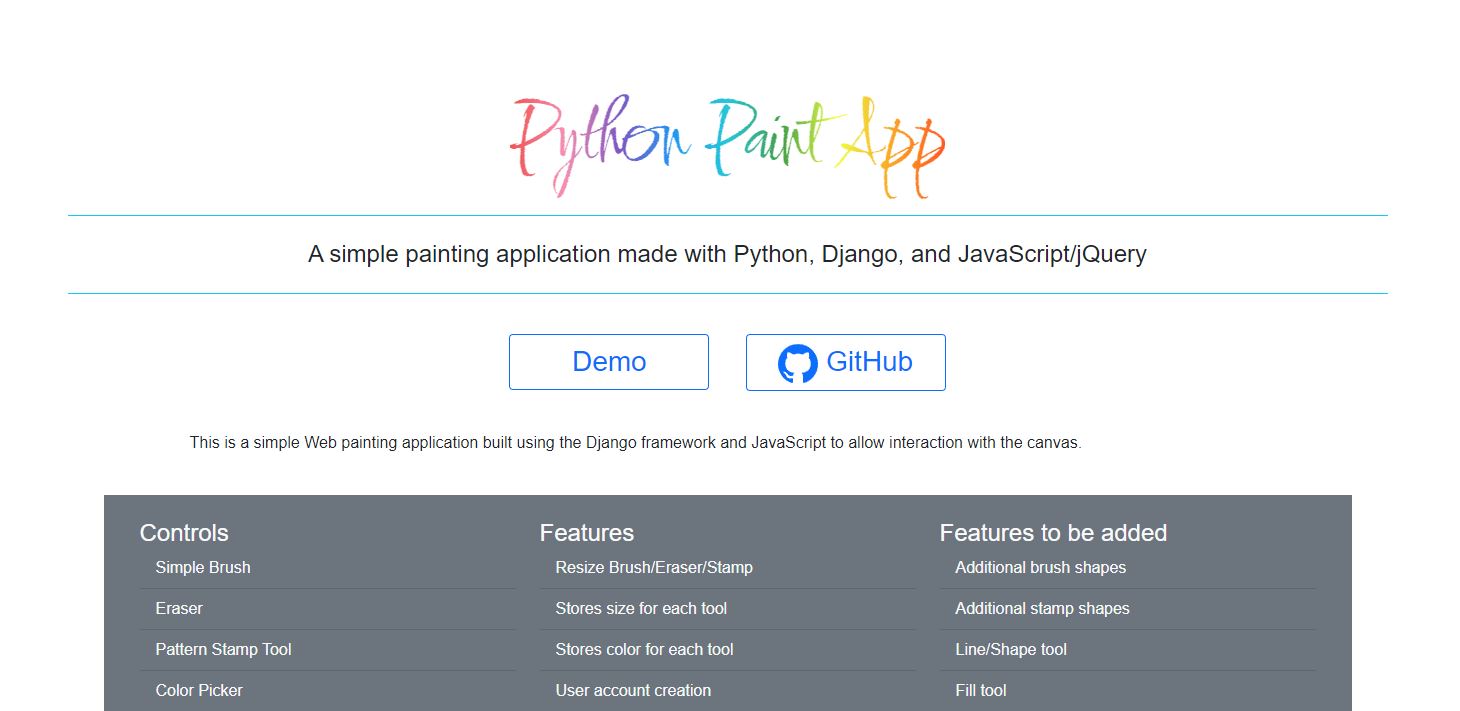 Python Paint App
A simple painting application made with Python, Django, and JavaScript/jQuery
Demo
GitHub
This is a simple Web painting application built using the Django framework and JavaScript to allow interaction with the canvas.
Controls
Simple Brush
Eraser
Pattern Stamp Tool
Color Picker
Features
Resize Brush/Eraser/Stamp
Stores size for each tool
Stores color for each tool
User account creation
Features to be added
Additional brush shapes
Additional stamp shapes
Line/Shape tool
Fill tool